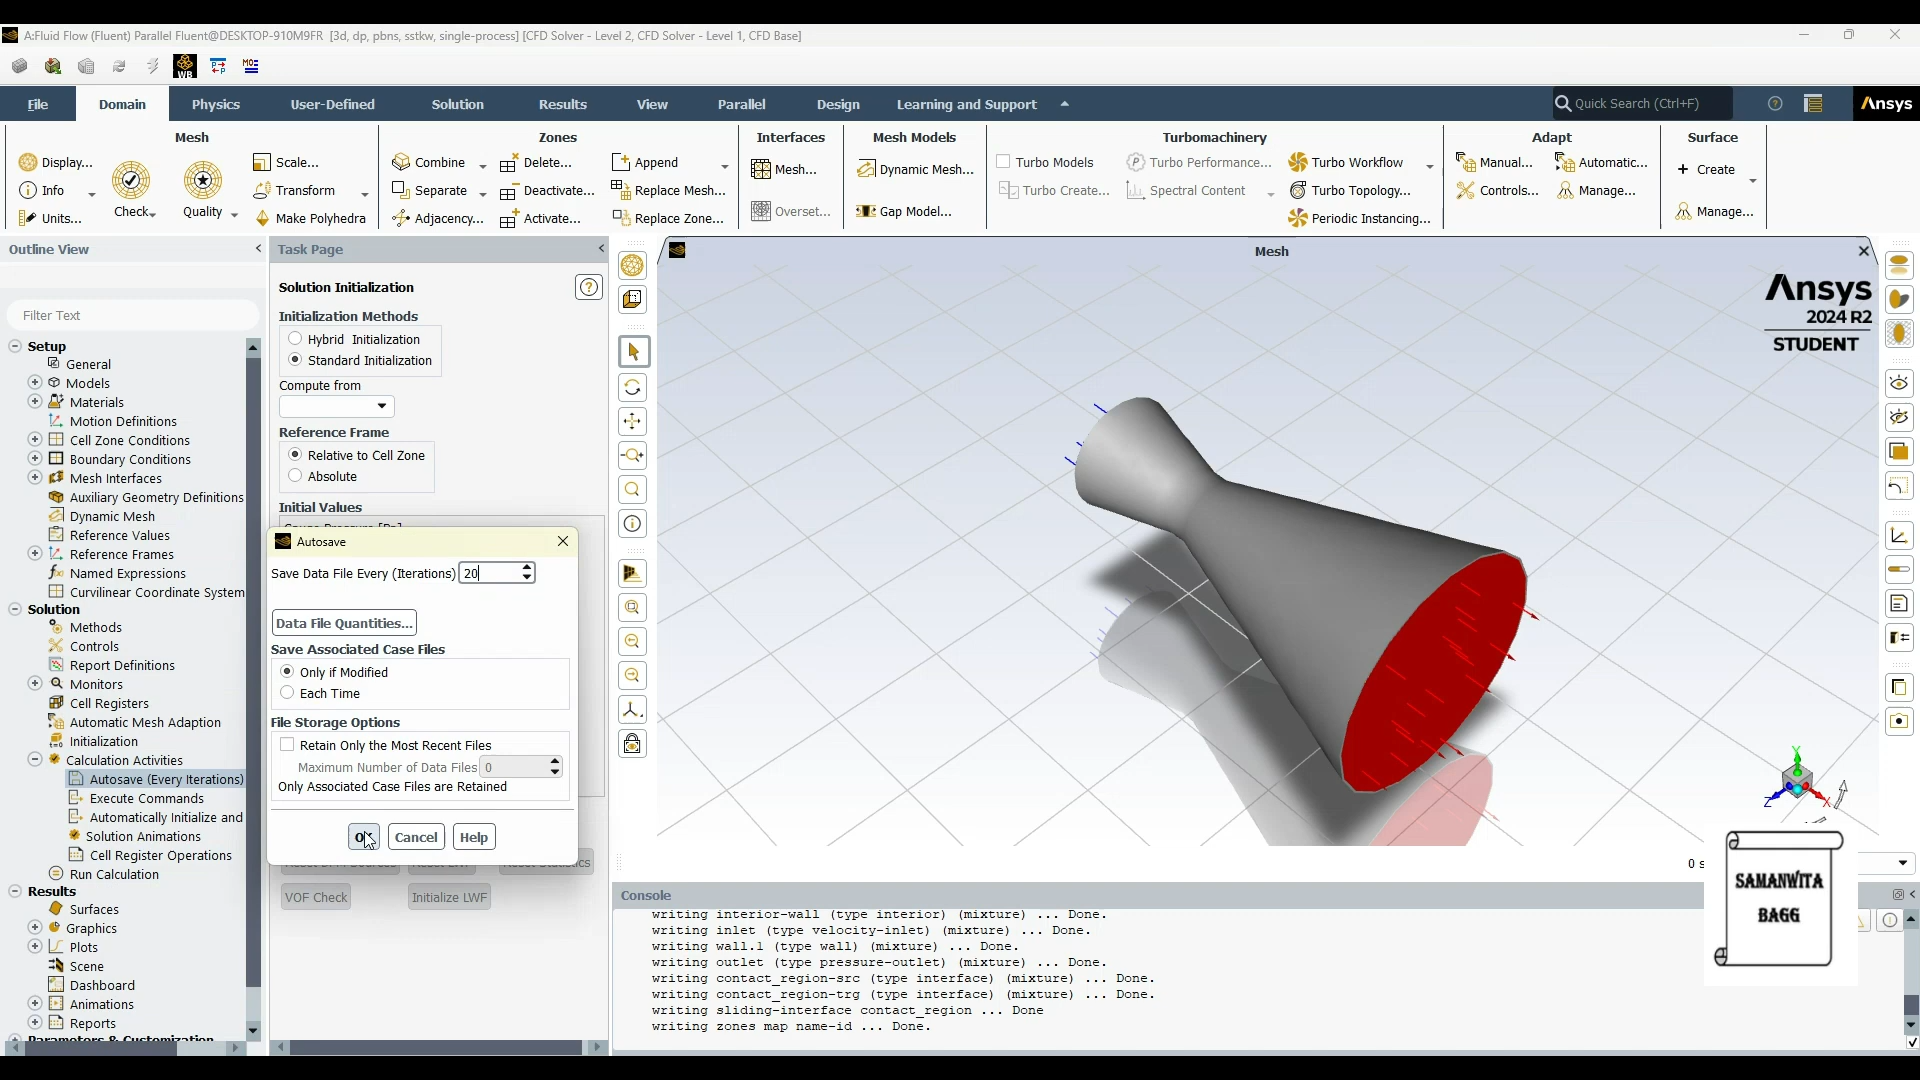 A:Fluid Flow (Fluent) Parallel Fluent@DESKTOP-910M9FR [3d, dp, pbns, sstkw, single-process] [CFD Solver - Level 2, CFD Solver - Level 1, CFD Base]
WB
File Domain Physics User-Defined Solution Results View Parallel Design Learning and Support Quick Search (Ctrl+F) Ansys
Mesh Zones Interfaces Mesh Models Turbomachinery Adapt Surface
Display... Scale... Combine Delete... Append Mesh... Dynamic Mesh... Turbo Models Turbo Performance... Turbo Workflow Manual... Automatic... Create
Info Transform Separate Deactivate... Replace Mesh... Turbo Create... Spectral Content Turbo Topology... Controls... Manage...
Units... Check Quality Make Polyhedra Adjacency... Activate... Replace Zone... Overset... Gap Model... Periodic Instancing... Manage...
Outline View
Filter Text
Setup
General
Models
Materials
Motion Definitions
Cell Zone Conditions
Boundary Conditions
Mesh Interfaces
Auxiliary Geometry Definitions
Dynamic Mesh
Reference Values
Reference Frames
Named Expressions
Curvilinear Coordinate System
Solution
Methods
Controls
Report Definitions
Monitors
Cell Registers
Automatic Mesh Adaption
Initialization
Calculation Activities
Autosave (Every Iterations)
Execute Commands
Automatically Initialize and
Solution Animations
Cell Register Operations
Run Calculation
Results
Surfaces
Graphics
Plots
Scene
Dashboard
Animations
Reports
Parameters & Customization
Task Page
Solution Initialization
Initialization Methods
Hybrid Initialization
Standard Initialization
Compute from
Reference Frame
Relative to Cell Zone
Absolute
Initial Values
Gauge Pressure [Pa]
Autosave
Save Data File Every (Iterations) 20
Data File Quantities...
Save Associated Case Files
Only if Modified
Each Time
File Storage Options
Retain Only the Most Recent Files
Maximum Number of Data Files 0
Only Associated Case Files are Retained
OK Cancel Help
VOF Check Initialize LWF
Mesh
Ansys
2024 R2
STUDENT
Y
Z X
0 s
SAMANWITA
BAGG
Console
writing interior-wall (type interior) (mixture) ... Done.
writing inlet (type velocity-inlet) (mixture) ... Done.
writing wall.1 (type wall) (mixture) ... Done.
writing outlet (type pressure-outlet) (mixture) ... Done.
writing contact_region-src (type interface) (mixture) ... Done.
writing contact_region-trg (type interface) (mixture) ... Done.
writing sliding-interface contact_region ... Done
writing zones map name-id ... Done.